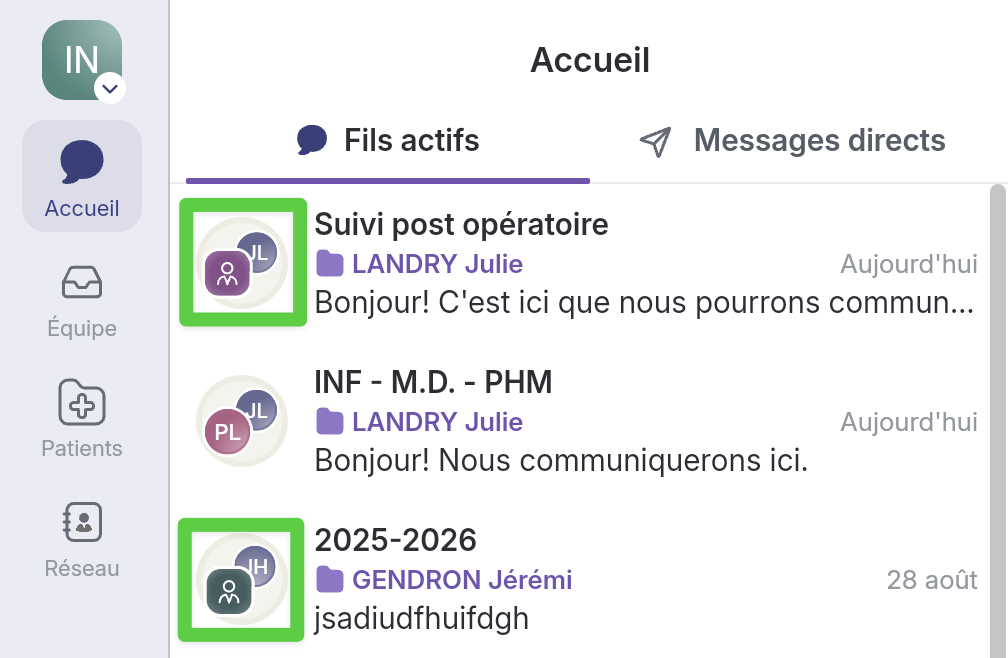 IN
Accueil
Fils actifs
Messages directs
Accueil
Équipe
Patients
Réseau
JL
Suivi post opératoire
LANDRY Julie
Aujourd'hui
Bonjour! C'est ici que nous pourrons commun...
JL
PL
INF - M.D. - PHM
LANDRY Julie
Aujourd'hui
Bonjour! Nous communiquerons ici.
JH
2025-2026
GENDRON Jérémi
28 août
jsadiudfhuifdgh